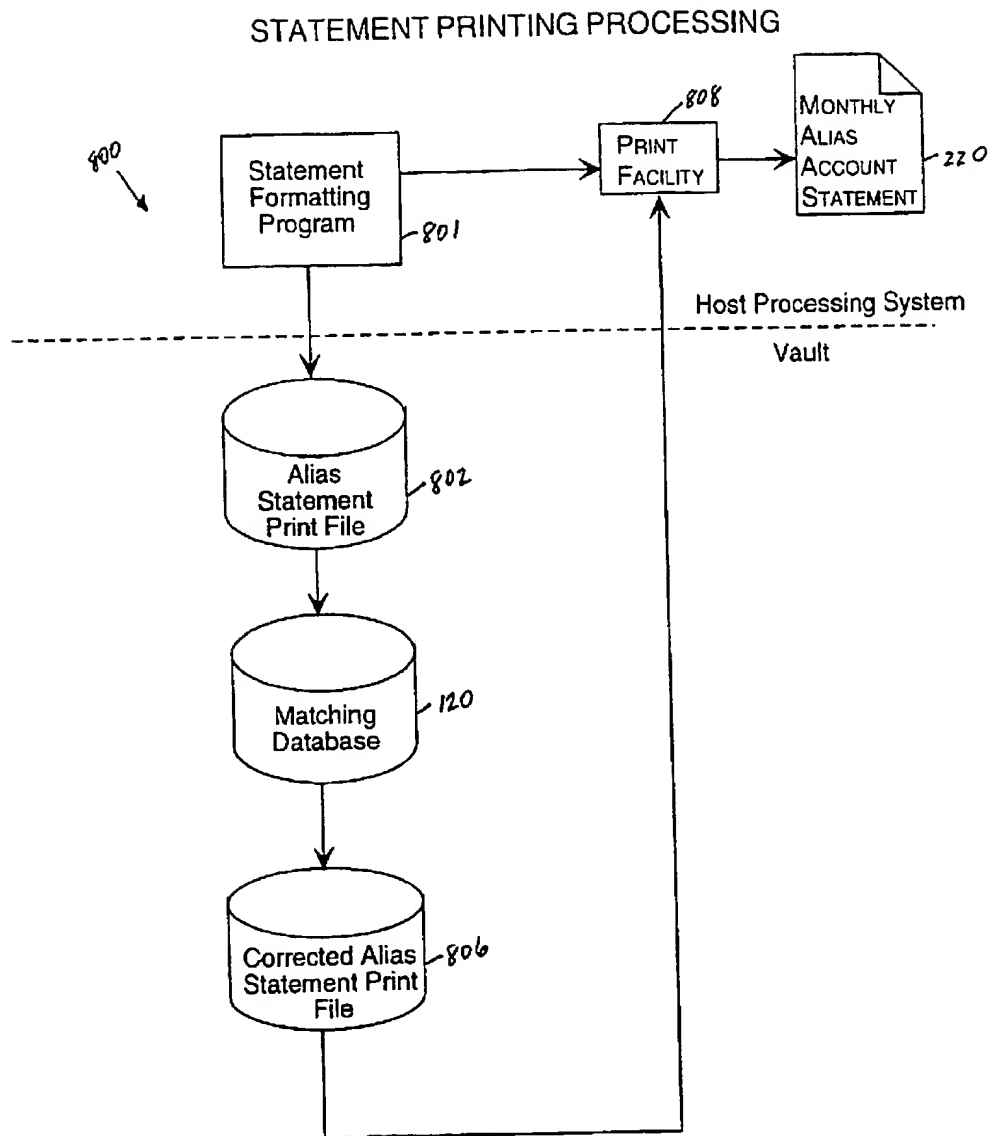 STATEMENT PRINTING PROCESSING
800
Statement
Formatting
Program
801
808
PRINT
FACILITY
MONTHLY
ALIAS
ACCOUNT
STATEMENT
220
Host Processing System
Vault
Alias
Statement
Print File
802
Matching
Database
120
Corrected Alias
Statement Print
File
806